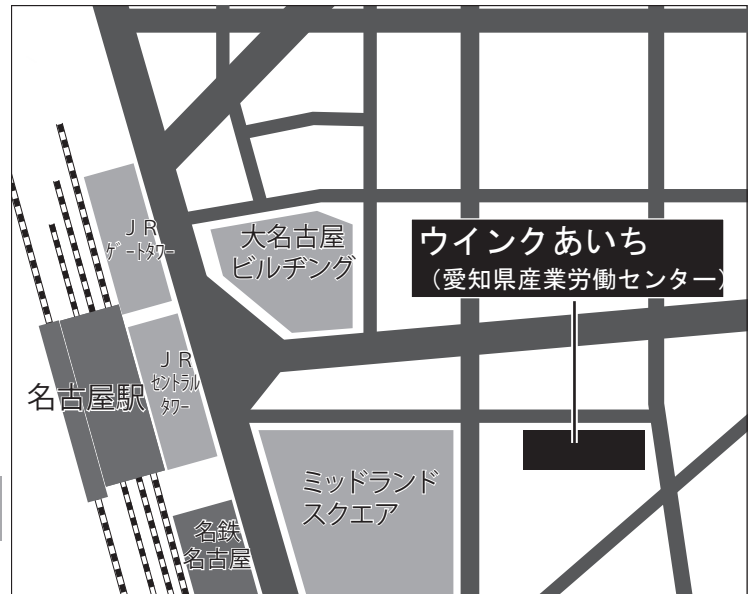 JR
ゲートタワー
大名古屋
ビルヂング
ウインクあいち
(愛知県産業労働センター)
JR
セントラル
タワー
名古屋駅
ミッドランド
スクエア
名鉄
名古屋